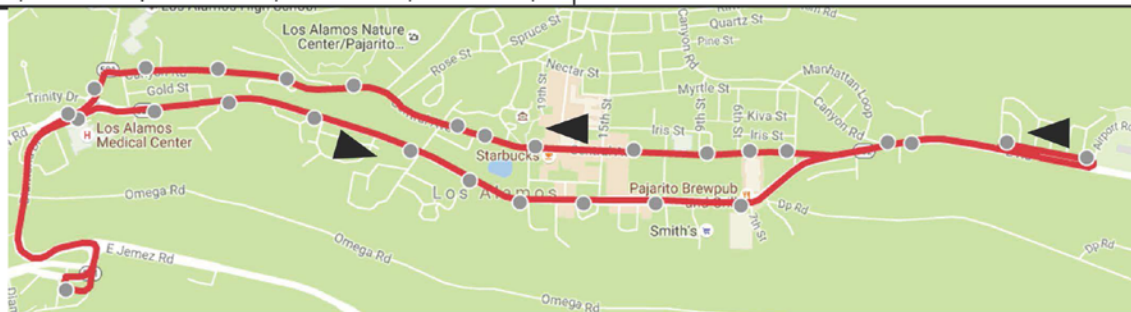 Los Alamos High School
Quartz St
Pine St
Canyon Rd
Los Alamos Nature
Center/Pajarito...
Spruce St
Rose St
Nectar St
Manhattan Loop
Canyon Rd
Myrtle St
Trinity Dr
Gold St
19th St
15th St
9th St
6th St
Kiva St
Iris St
Iris St
Airport Rd
Los Alamos
Medical Center
Starbucks
Los Alamos
Pajarito Brewpub
Smith's
7th St
Dp Rd
Dp Rd
Omega Rd
Omega Rd
Omega Rd
E Jemez Rd